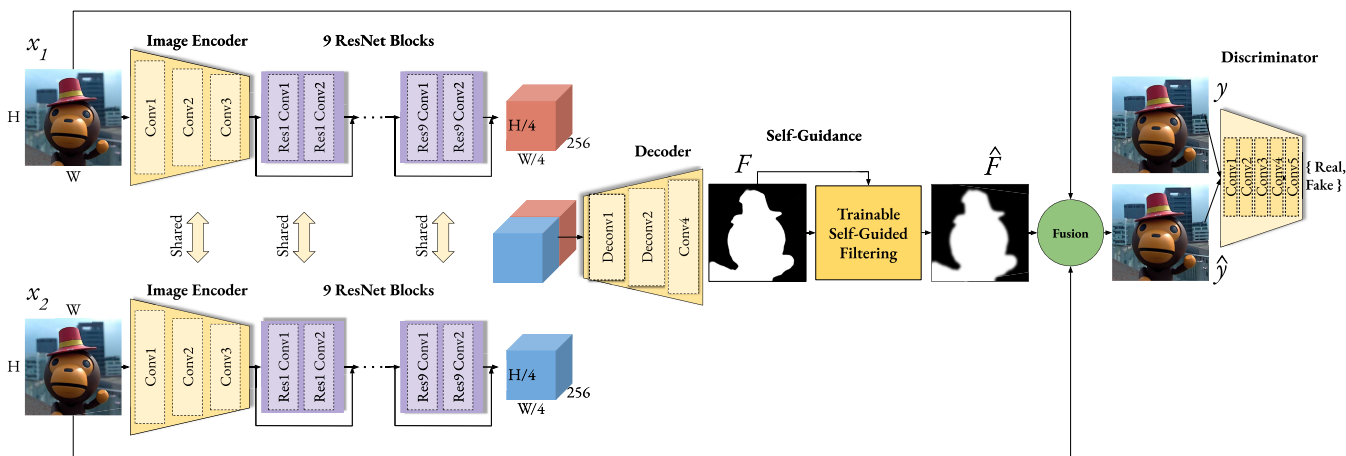 x1
H
W
Image Encoder
Conv1
Conv2
Conv3
9 ResNet Blocks
Res1 Conv1
Res1 Conv2
Res9 Conv1
Res9 Conv2
H/4
W/4
256
Shared
Shared
Shared
x2
W
H
Image Encoder
Conv1
Conv2
Conv3
9 ResNet Blocks
Res1 Conv1
Res1 Conv2
Res9 Conv1
Res9 Conv2
H/4
W/4
256
Decoder
Deconv1
Deconv2
Conv4
Self-Guidance
F
Trainable
Self-Guided
Filtering
F̂
Fusion
Discriminator
y
ŷ
Conv1
Conv2
Conv3
Conv4
Conv5
{ Real,
Fake }